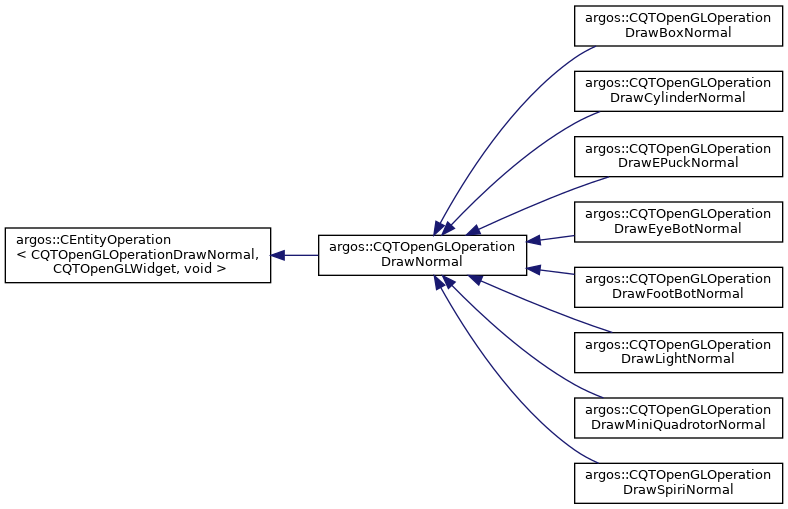 argos::CEntityOperation
< CQTOpenGLOperationDrawNormal,
CQTOpenGLWidget, void >
argos::CQTOpenGLOperation
DrawNormal
argos::CQTOpenGLOperation
DrawBoxNormal
argos::CQTOpenGLOperation
DrawCylinderNormal
argos::CQTOpenGLOperation
DrawEPuckNormal
argos::CQTOpenGLOperation
DrawEyeBotNormal
argos::CQTOpenGLOperation
DrawFootBotNormal
argos::CQTOpenGLOperation
DrawLightNormal
argos::CQTOpenGLOperation
DrawMiniQuadrotorNormal
argos::CQTOpenGLOperation
DrawSpiriNormal